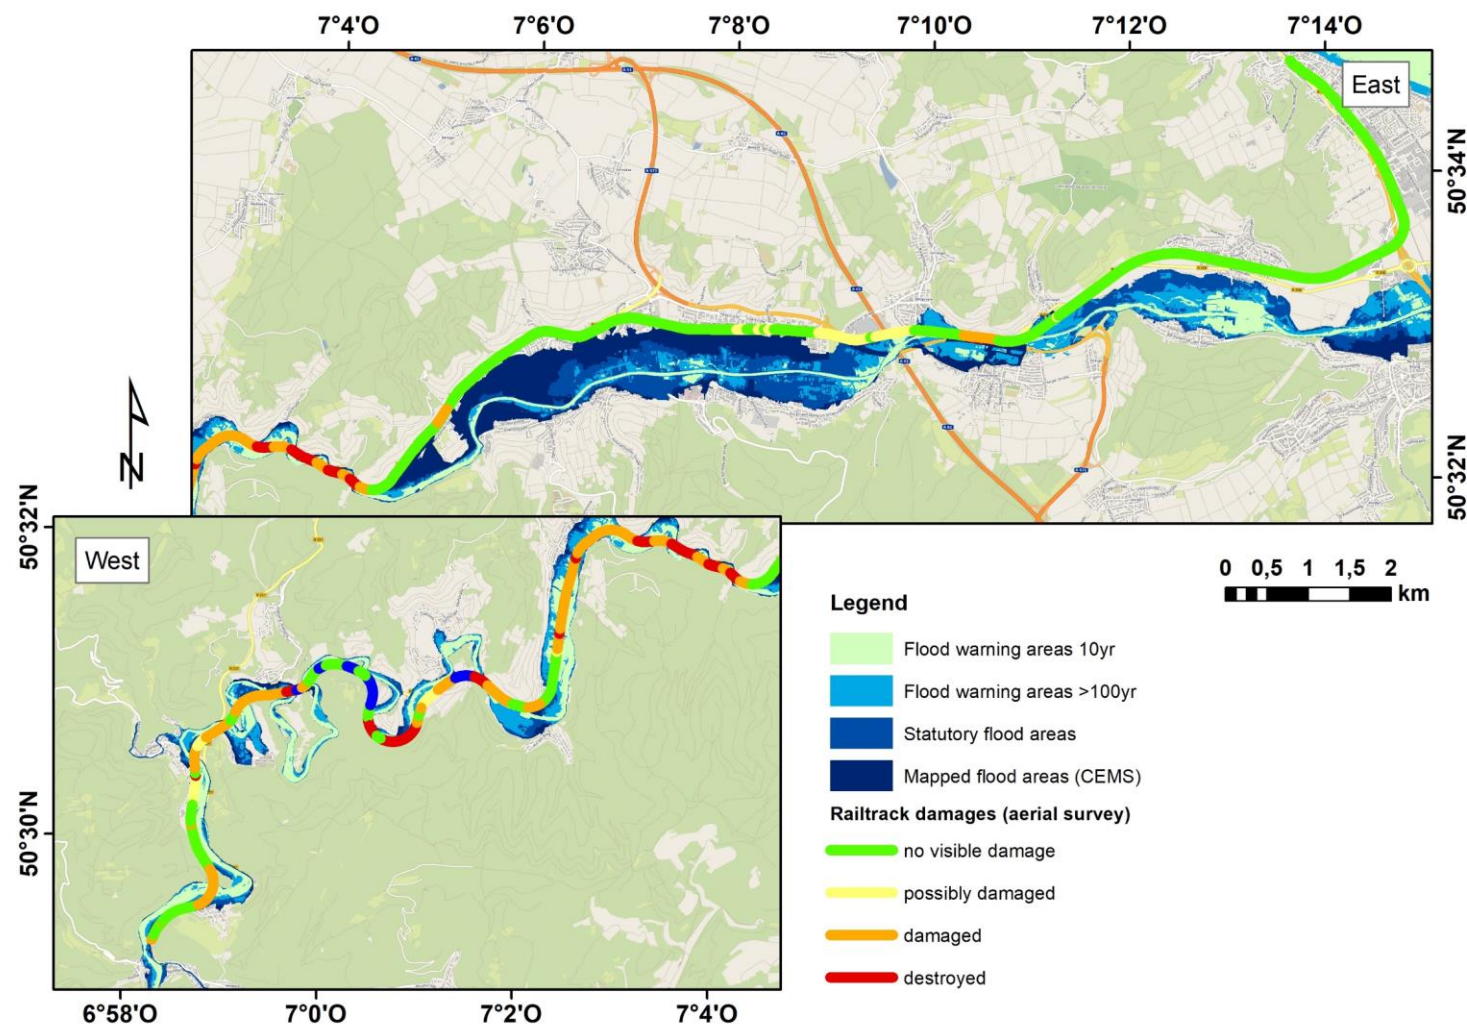 7°4'O 7°6'O 7°8'O 7°10'O 7°12'O 7°14'O
East
50°34'N
50°32'N
N
50°32'N
West
50°30'N
6°58'O 7°0'O 7°2'O 7°4'O
0 0,5 1 1,5 2
km
Legend
Flood warning areas 10yr
Flood warning areas >100yr
Statutory flood areas
Mapped flood areas (CEMS)
Railtrack damages (aerial survey)
no visible damage
possibly damaged
damaged
destroyed